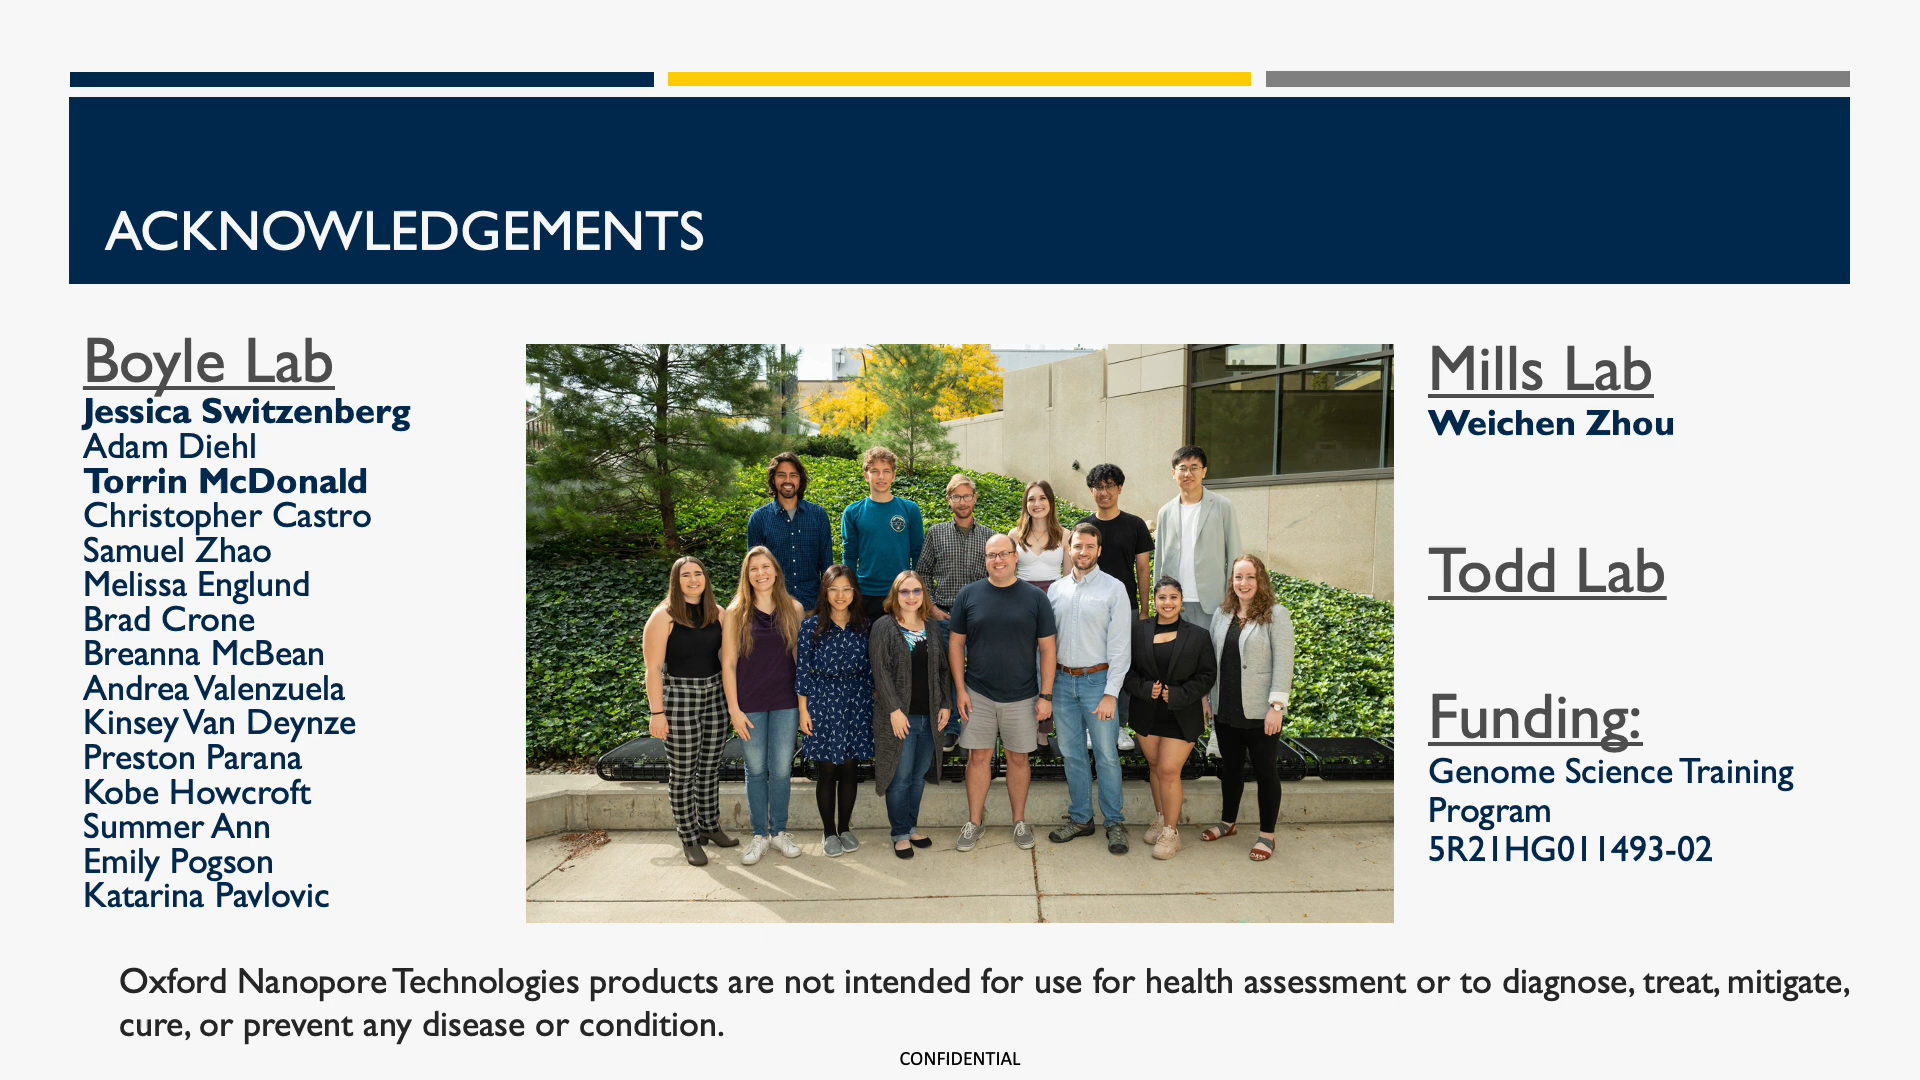 ACKNOWLEDGEMENTS
Boyle Lab
Jessica Switzenberg
Adam Diehl
Torrin McDonald
Christopher Castro
Samuel Zhao
Melissa Englund
Brad Crone
Breanna McBean
Andrea Valenzuela
Kinsey Van Deynze
Preston Parana
Kobe Howcroft
Summer Ann
Emily Pogson
Katarina Pavlovic
Mills Lab
Weichen Zhou
Todd Lab
Funding:
Genome Science Training
Program
5R21HG011493-02
Oxford Nanopore Technologies products are not intended for use for health assessment or to diagnose, treat, mitigate,
cure, or prevent any disease or condition.
CONFIDENTIAL